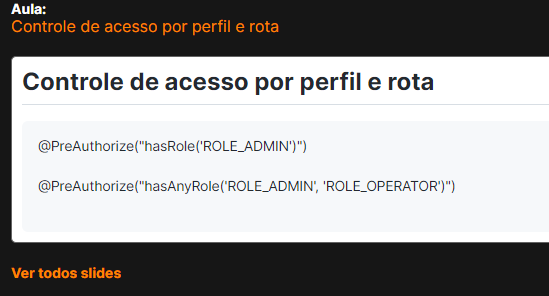 Aula:
Controle de acesso por perfil e rota
Controle de acesso por perfil e rota
@PreAuthorize("hasRole('ROLE_ADMIN')")
@PreAuthorize("hasAnyRole('ROLE_ADMIN', 'ROLE_OPERATOR')")
Ver todos slides